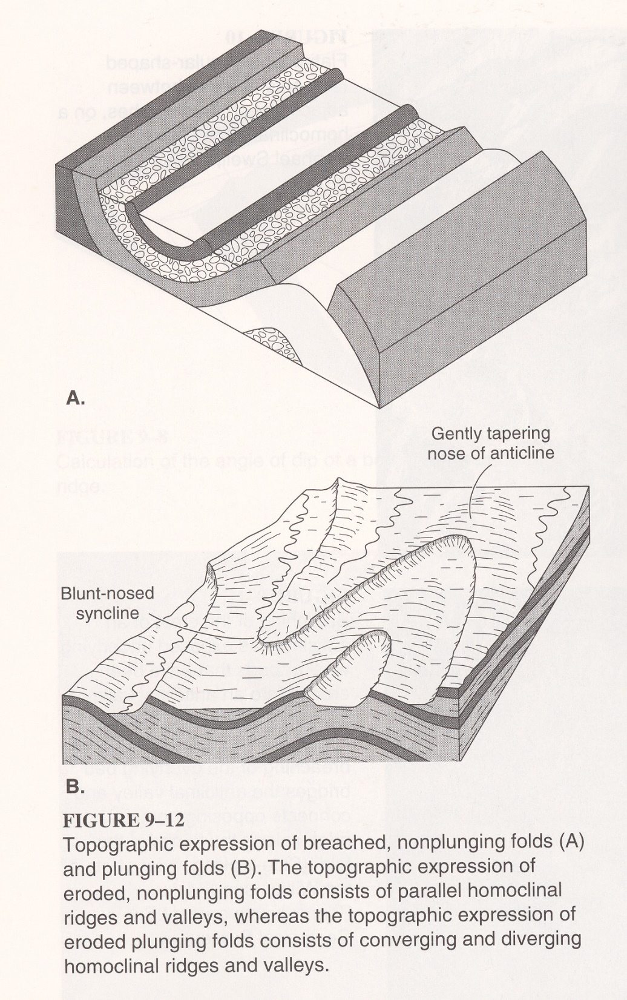 A.
Gently tapering
nose of anticline
Blunt-nosed
syncline
B.
FIGURE 9–12
Topographic expression of breached, nonplunging folds (A)
and plunging folds (B). The topographic expression of
eroded, nonplunging folds consists of parallel homoclinal
ridges and valleys, whereas the topographic expression of
eroded plunging folds consists of converging and diverging
homoclinal ridges and valleys.